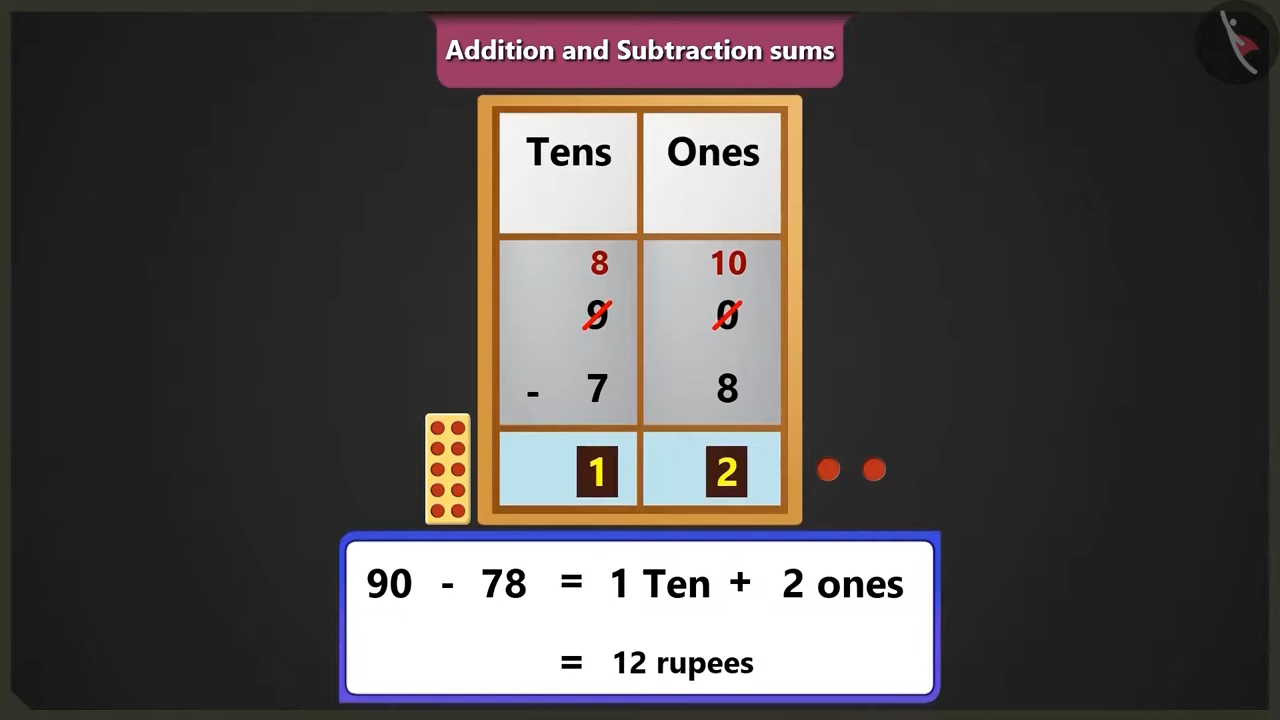 Addition and Subtraction sums
Tens Ones
8 10
9 0
- 7 8
1 2
90 - 78 = 1 Ten + 2 ones
= 12 rupees